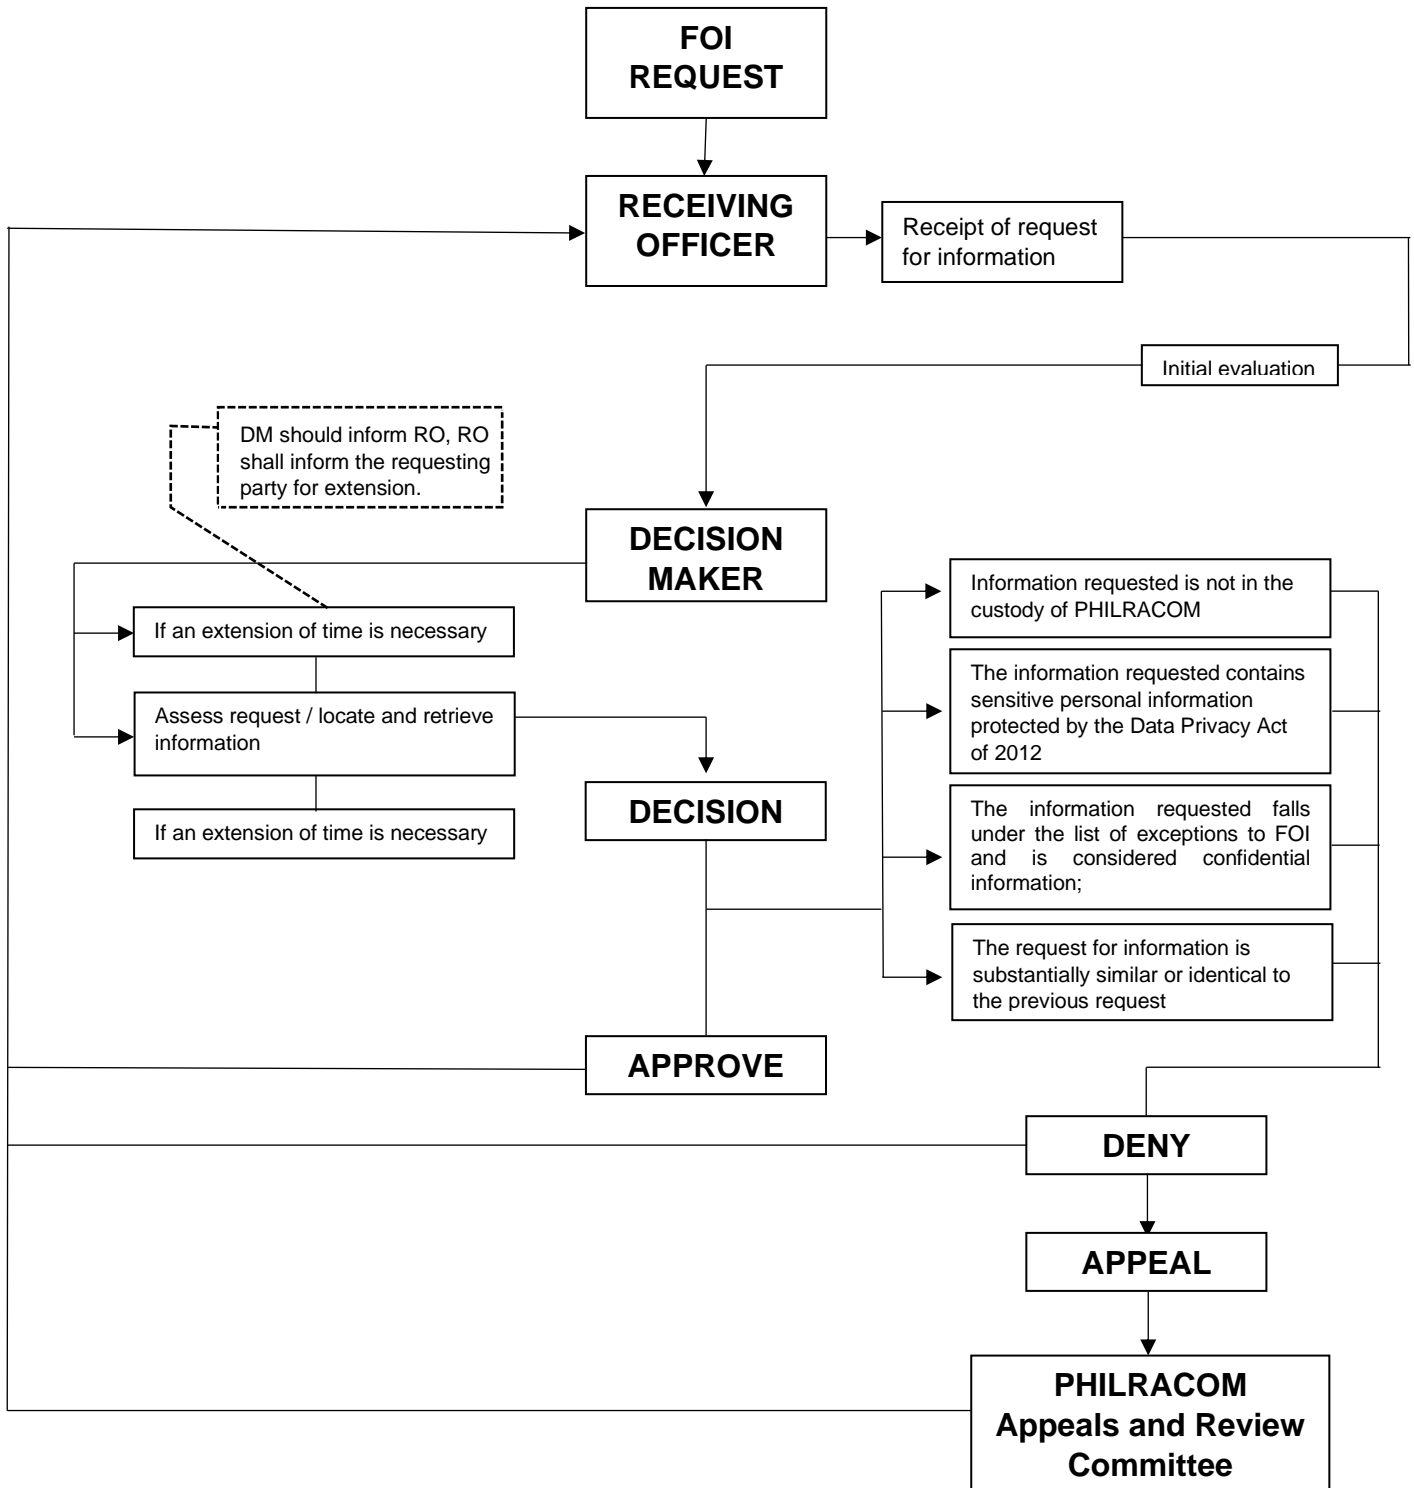 FOI
REQUEST
RECEIVING
OFFICER
Receipt of request
for information
Initial evaluation
DM should inform RO, RO
shall inform the requesting
party for extension.
DECISION
MAKER
If an extension of time is necessary
Assess request / locate and retrieve
information
If an extension of time is necessary
DECISION
Information requested is not in the
custody of PHILRACOM
The information requested contains
sensitive personal information
protected by the Data Privacy Act
of 2012
The information requested falls
under the list of exceptions to FOI
and is considered confidential
information;
The request for information is
substantially similar or identical to
the previous request
APPROVE
DENY
APPEAL
PHILRACOM
Appeals and Review
Committee